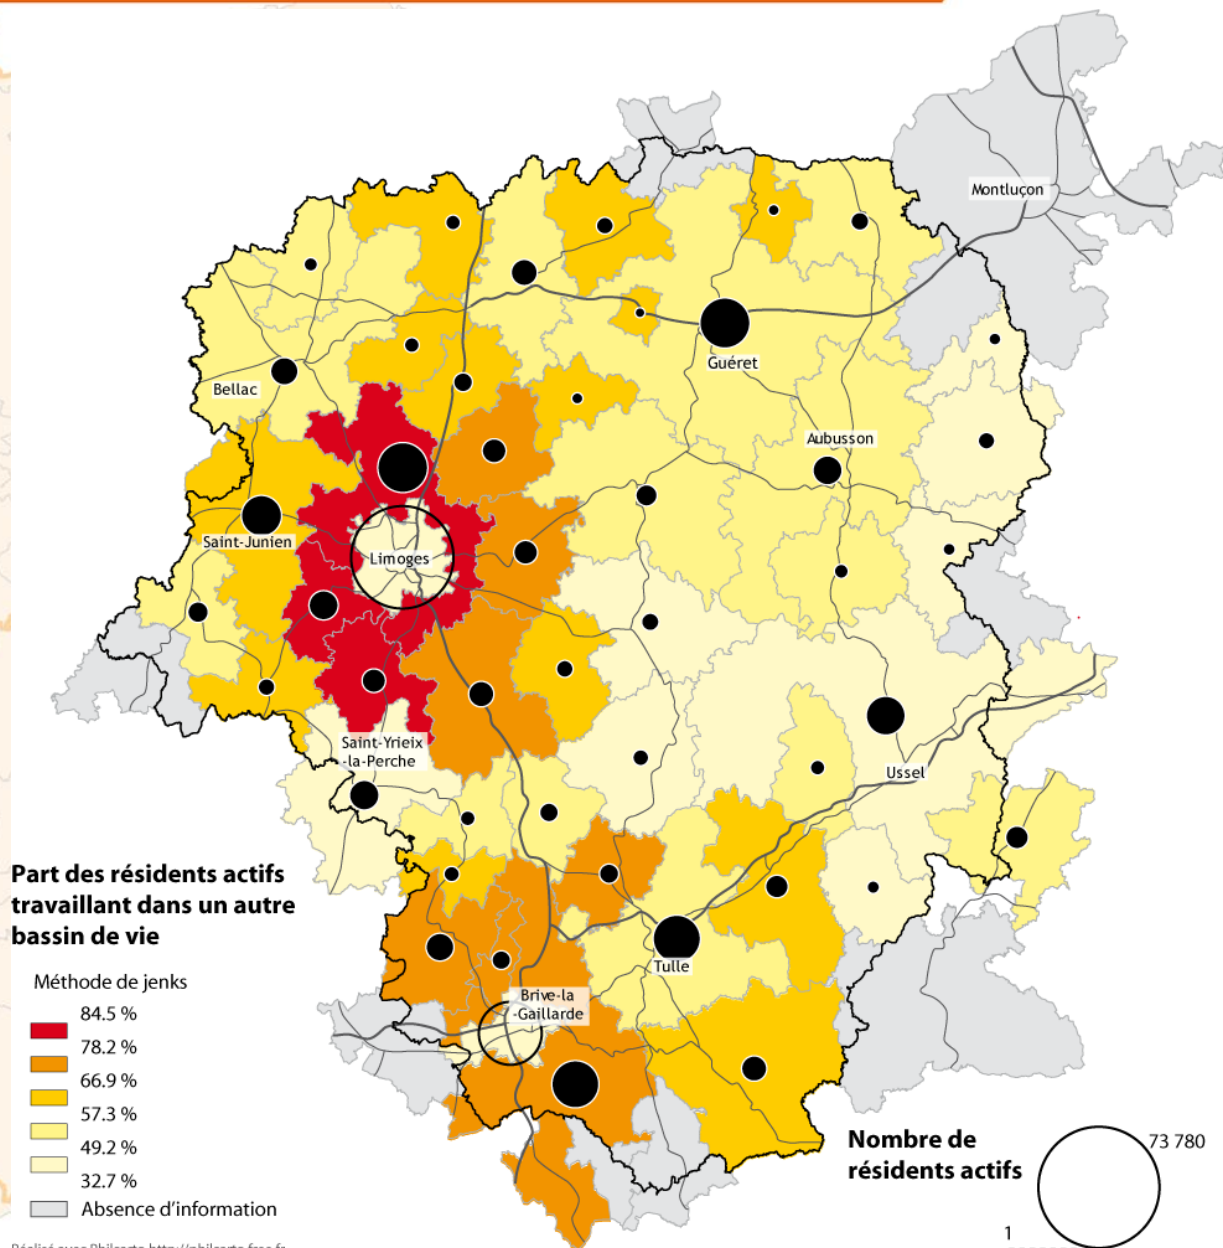 Montluçon
Guéret
Bellac
Aubusson
Saint-Junien
Limoges
Saint-Yrieix
-la-Perche
Ussel
Tulle
Brive-la
-Gaillarde
Part des résidents actifs
travaillant dans un autre
bassin de vie
Méthode de jenks
84.5 %
78.2 %
66.9 %
57.3 %
49.2 %
32.7 %
Absence d'information
Nombre de
résidents actifs
73 780
1